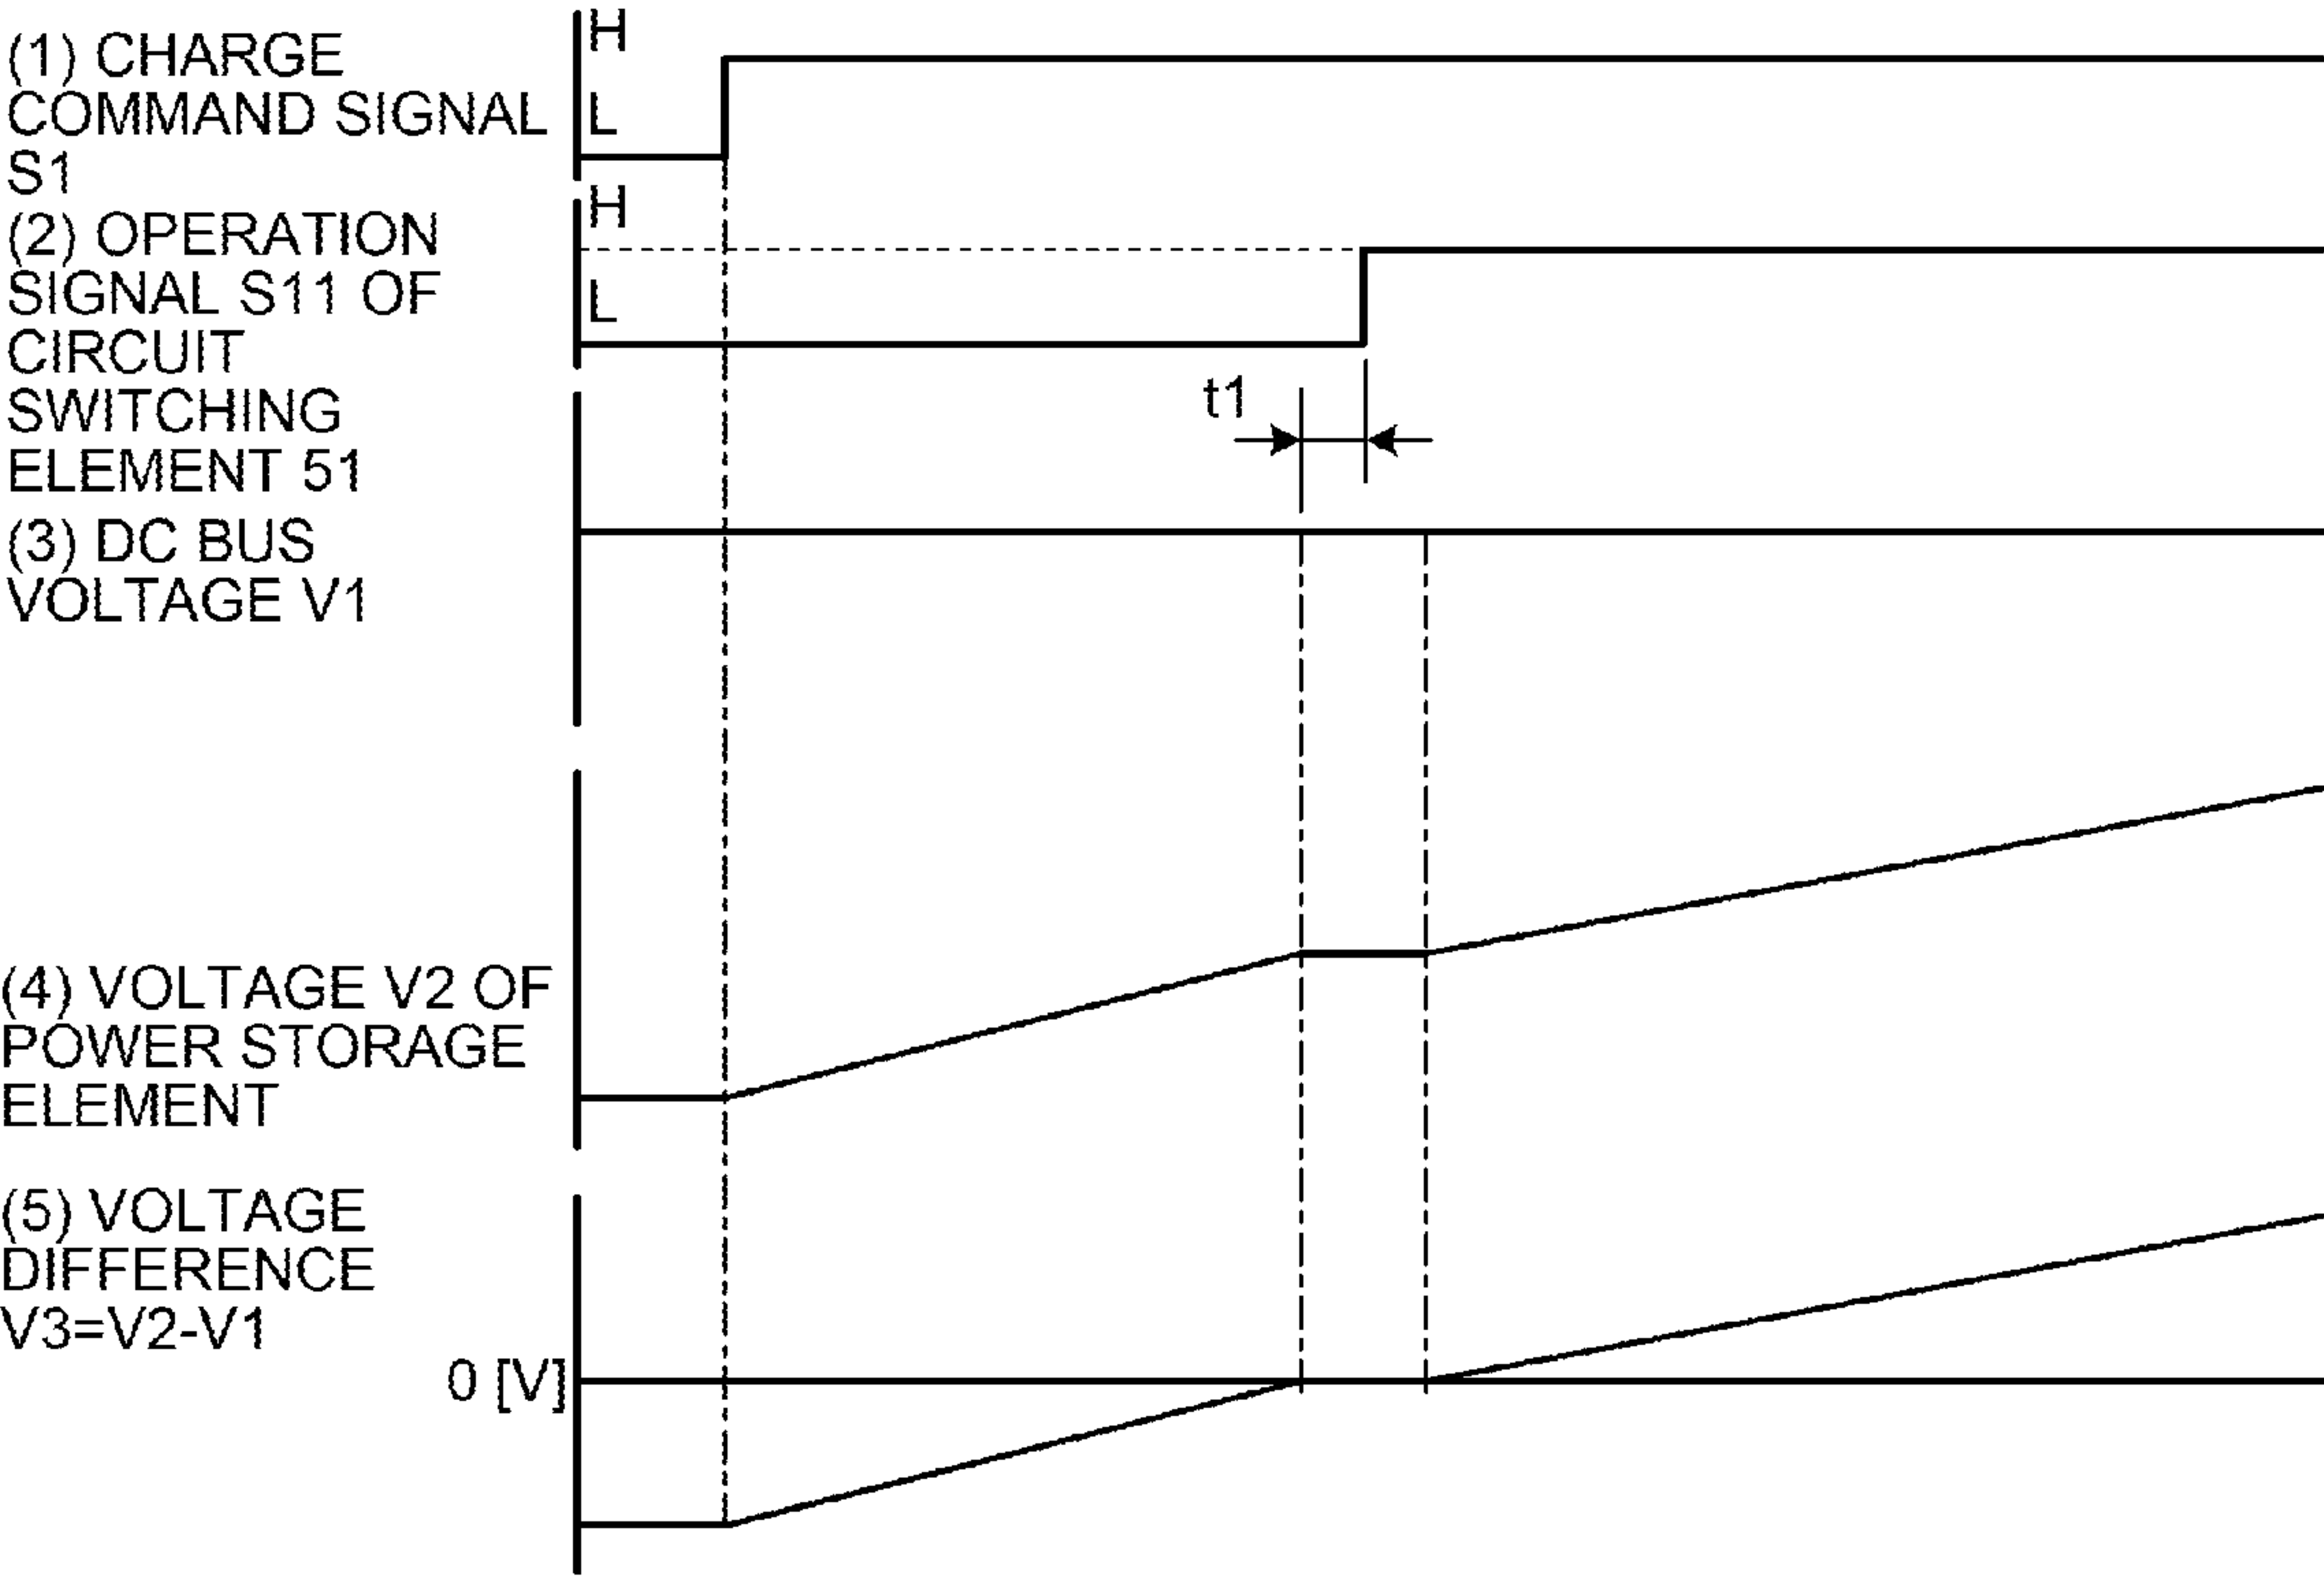 (1) CHARGE
COMMAND SIGNAL
S1
H
L
(2) OPERATION
SIGNAL S11 OF
CIRCUIT
SWITCHING
ELEMENT 51
H
L
t1
(3) DC BUS
VOLTAGE V1
(4) VOLTAGE V2 OF
POWER STORAGE
ELEMENT
(5) VOLTAGE
DIFFERENCE
V3=V2-V1
0 [V]